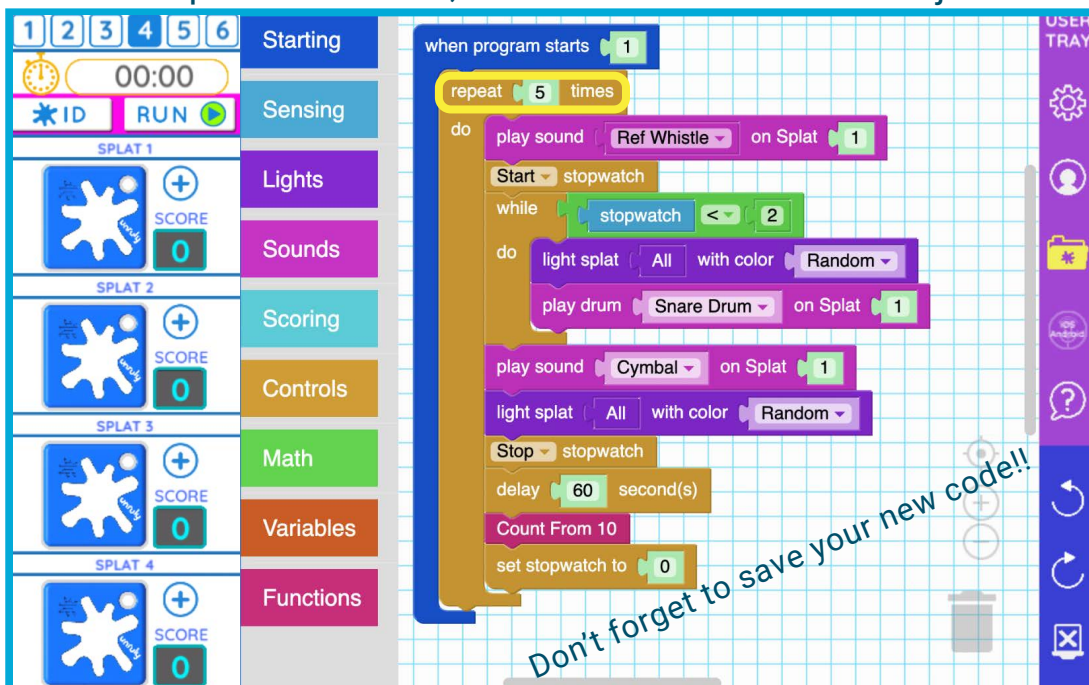 1 2 3 4 5 6
00:00
ID RUN
SPLAT 1
SCORE
0
SPLAT 2
SCORE
0
SPLAT 3
SCORE
0
SPLAT 4
SCORE
0
Starting
Sensing
Lights
Sounds
Scoring
Controls
Math
Variables
Functions
when program starts 1
repeat 5 times
do play sound Ref Whistle on Splat 1
Start stopwatch
while stopwatch < 2
do light splat All with color Random
play drum Snare Drum on Splat 1
play sound Cymbal on Splat 1
light splat All with color Random
Stop stopwatch
delay 60 second(s)
Count From 10
set stopwatch to 0
Don't forget to save your new code!!
USER
TRAY
iOS
Android